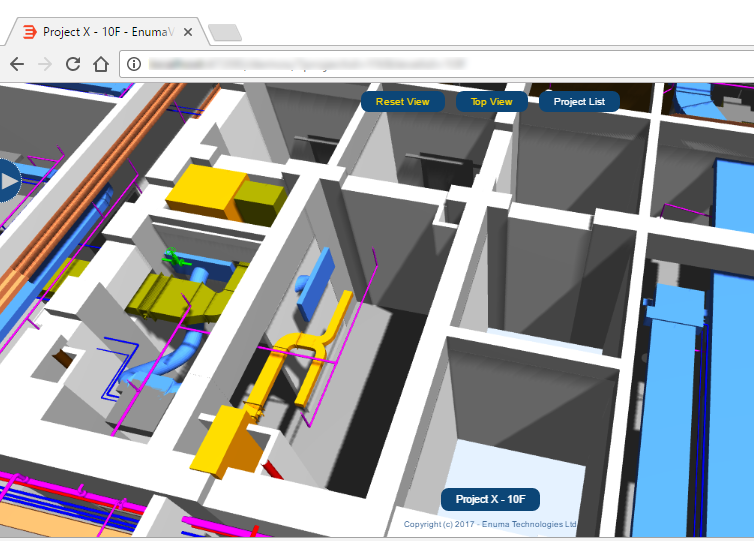 Project X - 10F - EnumaV
Reset View
Top View
Project List
Project X - 10F
Copyright (c) 2017 - Enuma Technologies Ltd